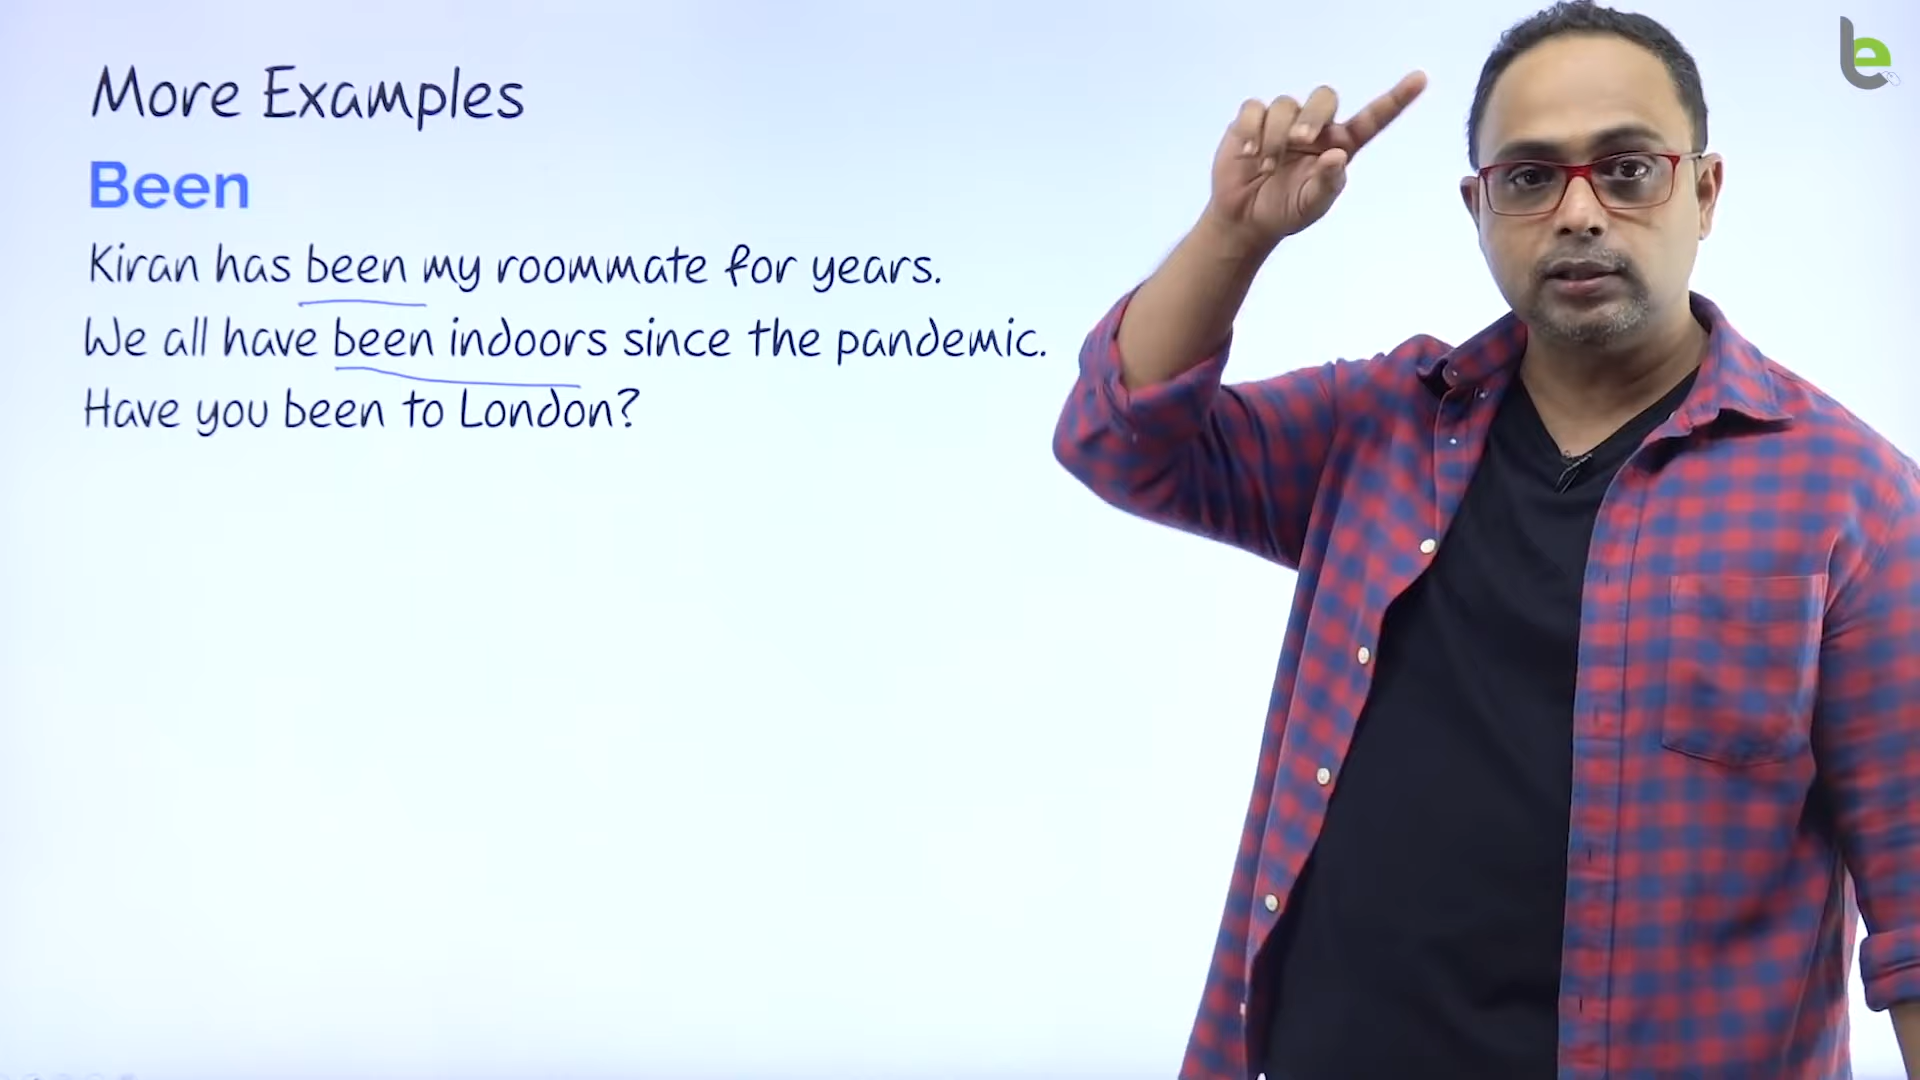 More Examples
Been
Kiran has been my roommate for years.
We all have been indoors since the pandemic.
Have you been to London?